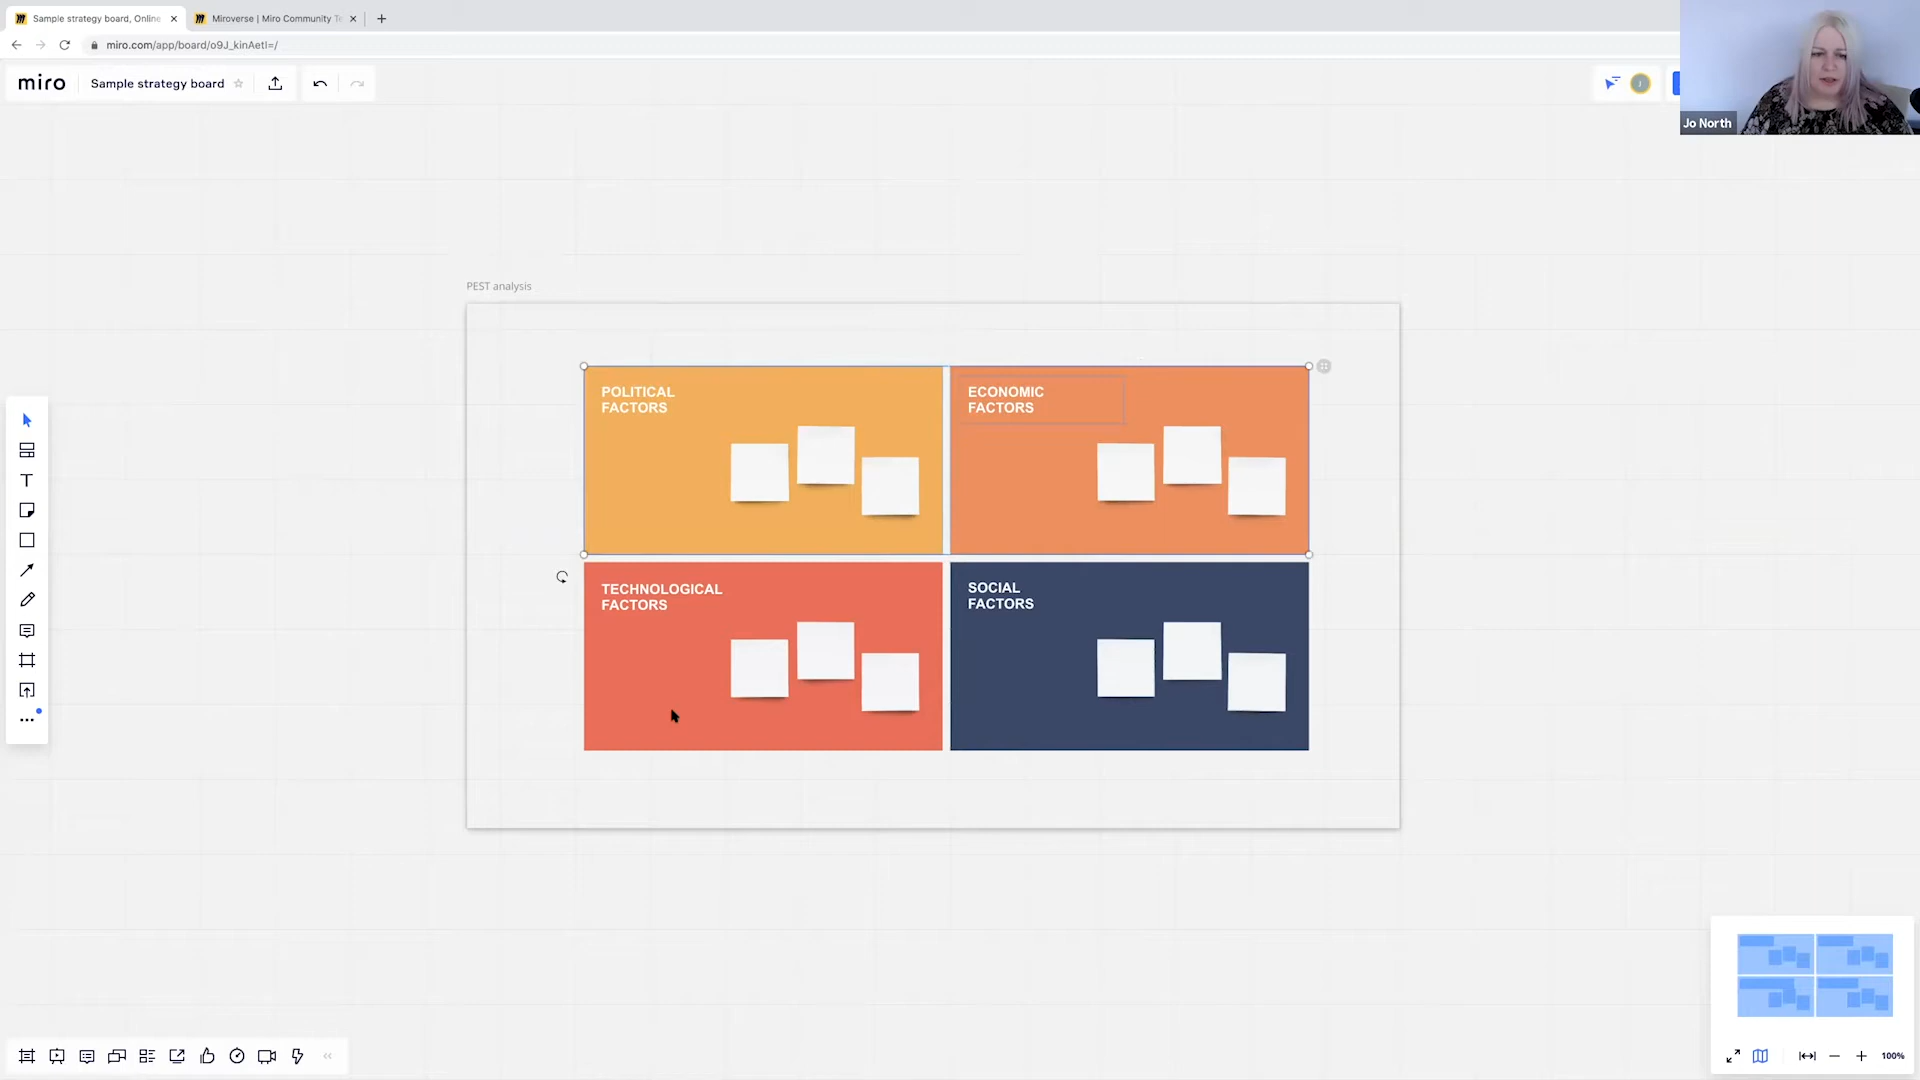 Sample strategy board, Online
Miroverse | Miro Community Te
miro.com/app/board/o9J_kinAetI=/
miro
Sample strategy board
Jo North
PEST analysis
POLITICAL
FACTORS
ECONOMIC
FACTORS
TECHNOLOGICAL
FACTORS
SOCIAL
FACTORS
100%